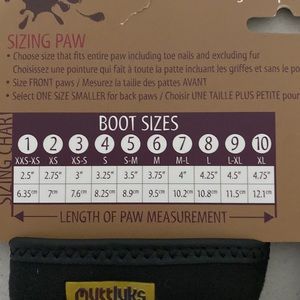 SIZING PAW
• Choose size that fits entire paw including toe nails and excluding fur
Choisissez une pointure qui fait à toute la patte incluant les griffes et sans le po
• Size FRONT paws / Mesurez la taille des pattes AVANT
• Select ONE SIZE SMALLER for back paws / Choisir UNE TAILLE PLUS PETITE pour
SIZING CHART
BOOT SIZES
1 2 3 4 5 6 7 8 9 10
XXS-XS XS XS-S S S-M M M-L L L-XL XL
2.5" 2.75" 3" 3.25" 3.5" 3.75" 4" 4.25" 4.5" 4.75"
6.35cm 7cm 7.6cm 8.25cm 8.9cm 9.5cm 10.2cm 10.8cm 11.5cm 12.1cm
LENGTH OF PAW MEASUREMENT
muttluks